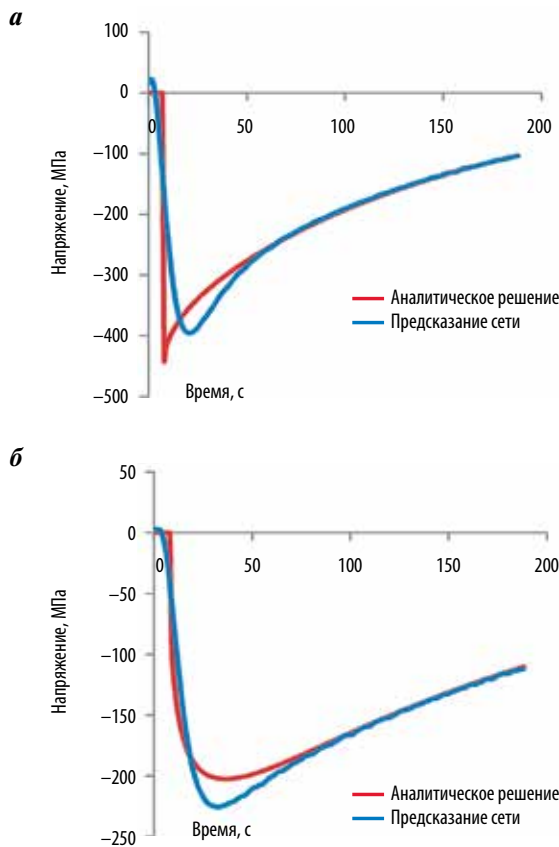 а
100
0
0
50
100
150
200
−100
−200
−300
−400
−500
Напряжение, МПа
Аналитическое решение
Предсказание сети
Время, с
б
50
0
0
50
100
150
200
−50
−100
−150
−200
−250
Напряжение, МПа
Аналитическое решение
Предсказание сети
Время, с